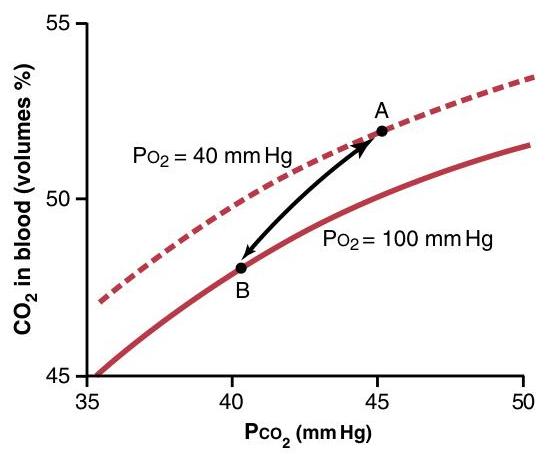 55
A
PO2 = 40 mm Hg
50
PO2 = 100 mm Hg
B
45
35 40 45 50
CO2 in blood (volumes %)
PCO2 (mm Hg)